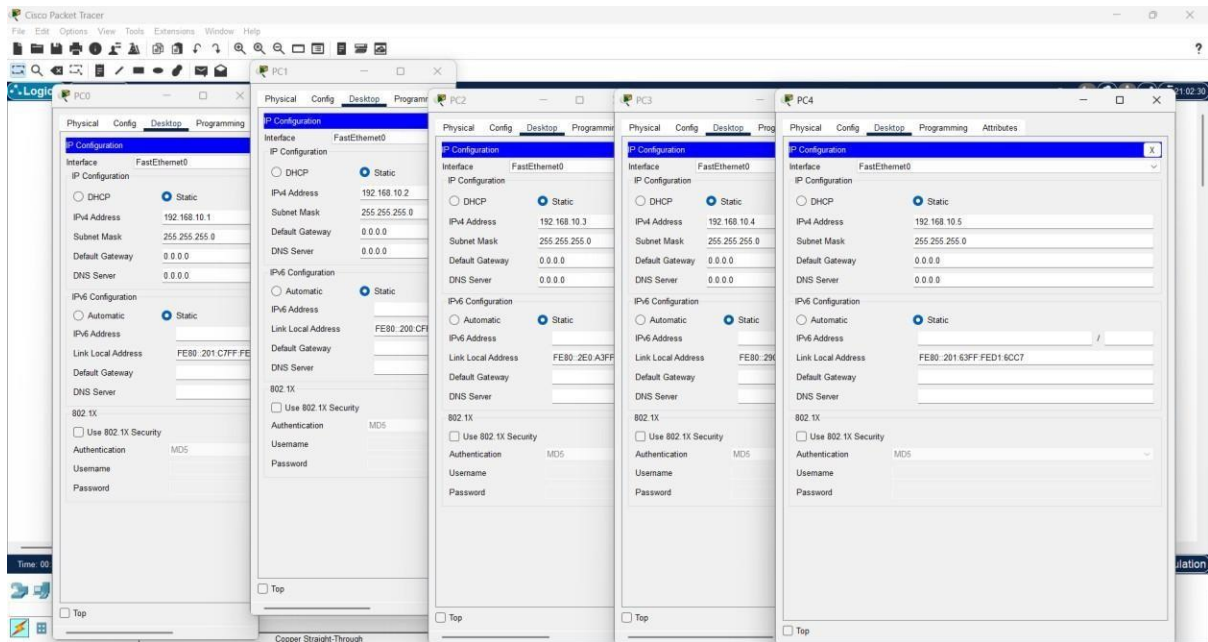 Cisco Packet Tracer
File Edit Options View Tools Extensions Window Help
?
Logic
21:02:30
PC0
Physical Config Desktop Programming
IP Configuration
Interface FastEthernet0
IP Configuration
DHCP Static
IPv4 Address 192.168.10.1
Subnet Mask 255.255.255.0
Default Gateway 0.0.0.0
DNS Server 0.0.0.0
IPv6 Configuration
Automatic Static
IPv6 Address
Link Local Address FE80::201:C7FF:FE
Default Gateway
DNS Server
802.1X
Use 802.1X Security
Authentication MD5
Username
Password
Top
PC1
Physical Config Desktop Programm
IP Configuration
Interface FastEthernet0
IP Configuration
DHCP Static
IPv4 Address 192.168.10.2
Subnet Mask 255.255.255.0
Default Gateway 0.0.0.0
DNS Server 0.0.0.0
IPv6 Configuration
Automatic Static
IPv6 Address
Link Local Address FE80::200:CF
Default Gateway
DNS Server
802.1X
Use 802.1X Security
Authentication MD5
Username
Password
Top
PC2
Physical Config Desktop Programmi
IP Configuration
Interface FastEthernet0
IP Configuration
DHCP Static
IPv4 Address 192.168.10.3
Subnet Mask 255.255.255.0
Default Gateway 0.0.0.0
DNS Server 0.0.0.0
IPv6 Configuration
Automatic Static
IPv6 Address
Link Local Address FE80::2E0:A3FF
Default Gateway
DNS Server
802.1X
Use 802.1X Security
Authentication MD5
Username
Password
Top
PC3
Physical Config Desktop Prog
IP Configuration
Interface FastEthernet0
IP Configuration
DHCP Static
IPv4 Address 192.168.10.4
Subnet Mask 255.255.255.0
Default Gateway 0.0.0.0
DNS Server 0.0.0.0
IPv6 Configuration
Automatic Static
IPv6 Address
Link Local Address FE80::290
Default Gateway
DNS Server
802.1X
Use 802.1X Security
Authentication MD5
Username
Password
Top
PC4
Physical Config Desktop Programming Attributes
IP Configuration X
Interface FastEthernet0
IP Configuration
DHCP Static
IPv4 Address 192.168.10.5
Subnet Mask 255.255.255.0
Default Gateway 0.0.0.0
DNS Server 0.0.0.0
IPv6 Configuration
Automatic Static
IPv6 Address /
Link Local Address FE80::201:63FF:FED1:6CC7
Default Gateway
DNS Server
802.1X
Use 802.1X Security
Authentication MD5
Username
Password
Top
Time: 00
ulation
Copper Straight-Through